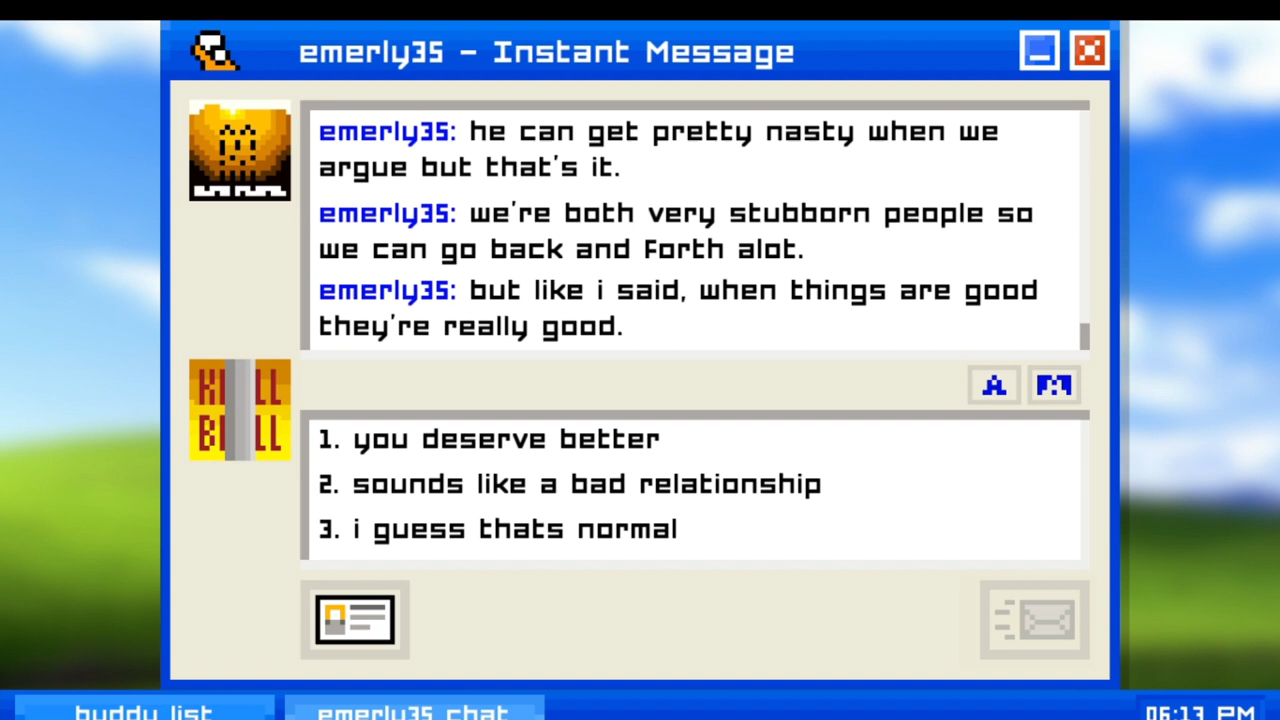 emerly35 - Instant Message
emerly35: he can get pretty nasty when we
argue but that's it.
emerly35: we're both very stubborn people so
we can go back and forth alot.
emerly35: but like i said, when things are good
they're really good.
KILL
BILL
A M
1. you deserve better
2. sounds like a bad relationship
3. i guess thats normal
buddy list
emerly35 chat
06:13 PM